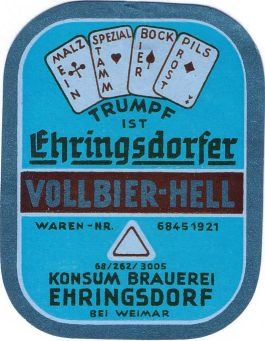 MALZ SPEZIAL BOCK PILS
EIN STAMM BIER PROST
TRUMPF
IST
Ehringsdorfer
VOLLBIER-HELL
WAREN-NR. 68451921
68/262/3005
KONSUM BRAUEREI
EHRINGSDORF
BEI WEIMAR